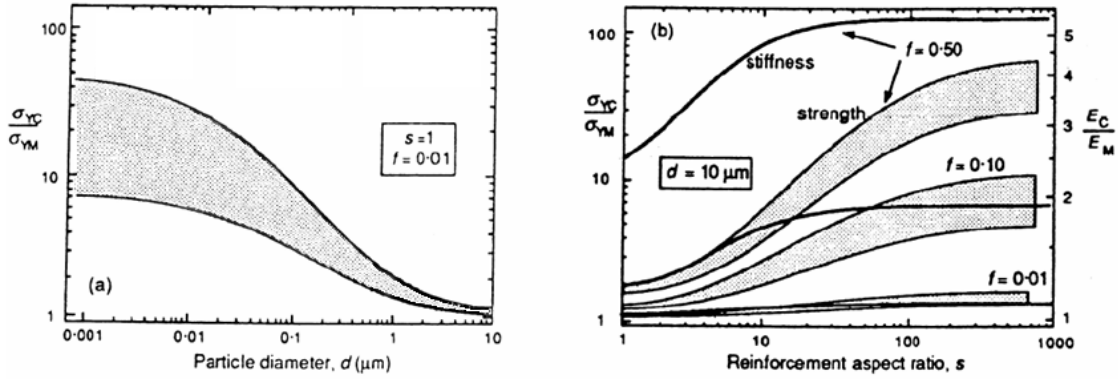 100
10
1
σYC
σYM
s=1
f = 0·01
(a)
0·001 0·01 0·1 1 10
Particle diameter, d (μm)
(b)
100
10
1
σYC
σYM
stiffness
f = 0·50
strength
d = 10 μm
f = 0·10
f = 0·01
5
4
3
2
1
EC
EM
1 10 100 1000
Reinforcement aspect ratio, s